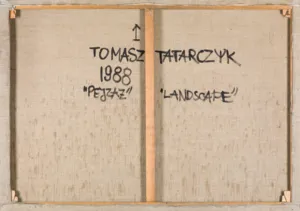 ↑
TOMASZ TATARCZYK
1988
"PEJZAŻ" "LANDSCAPE"